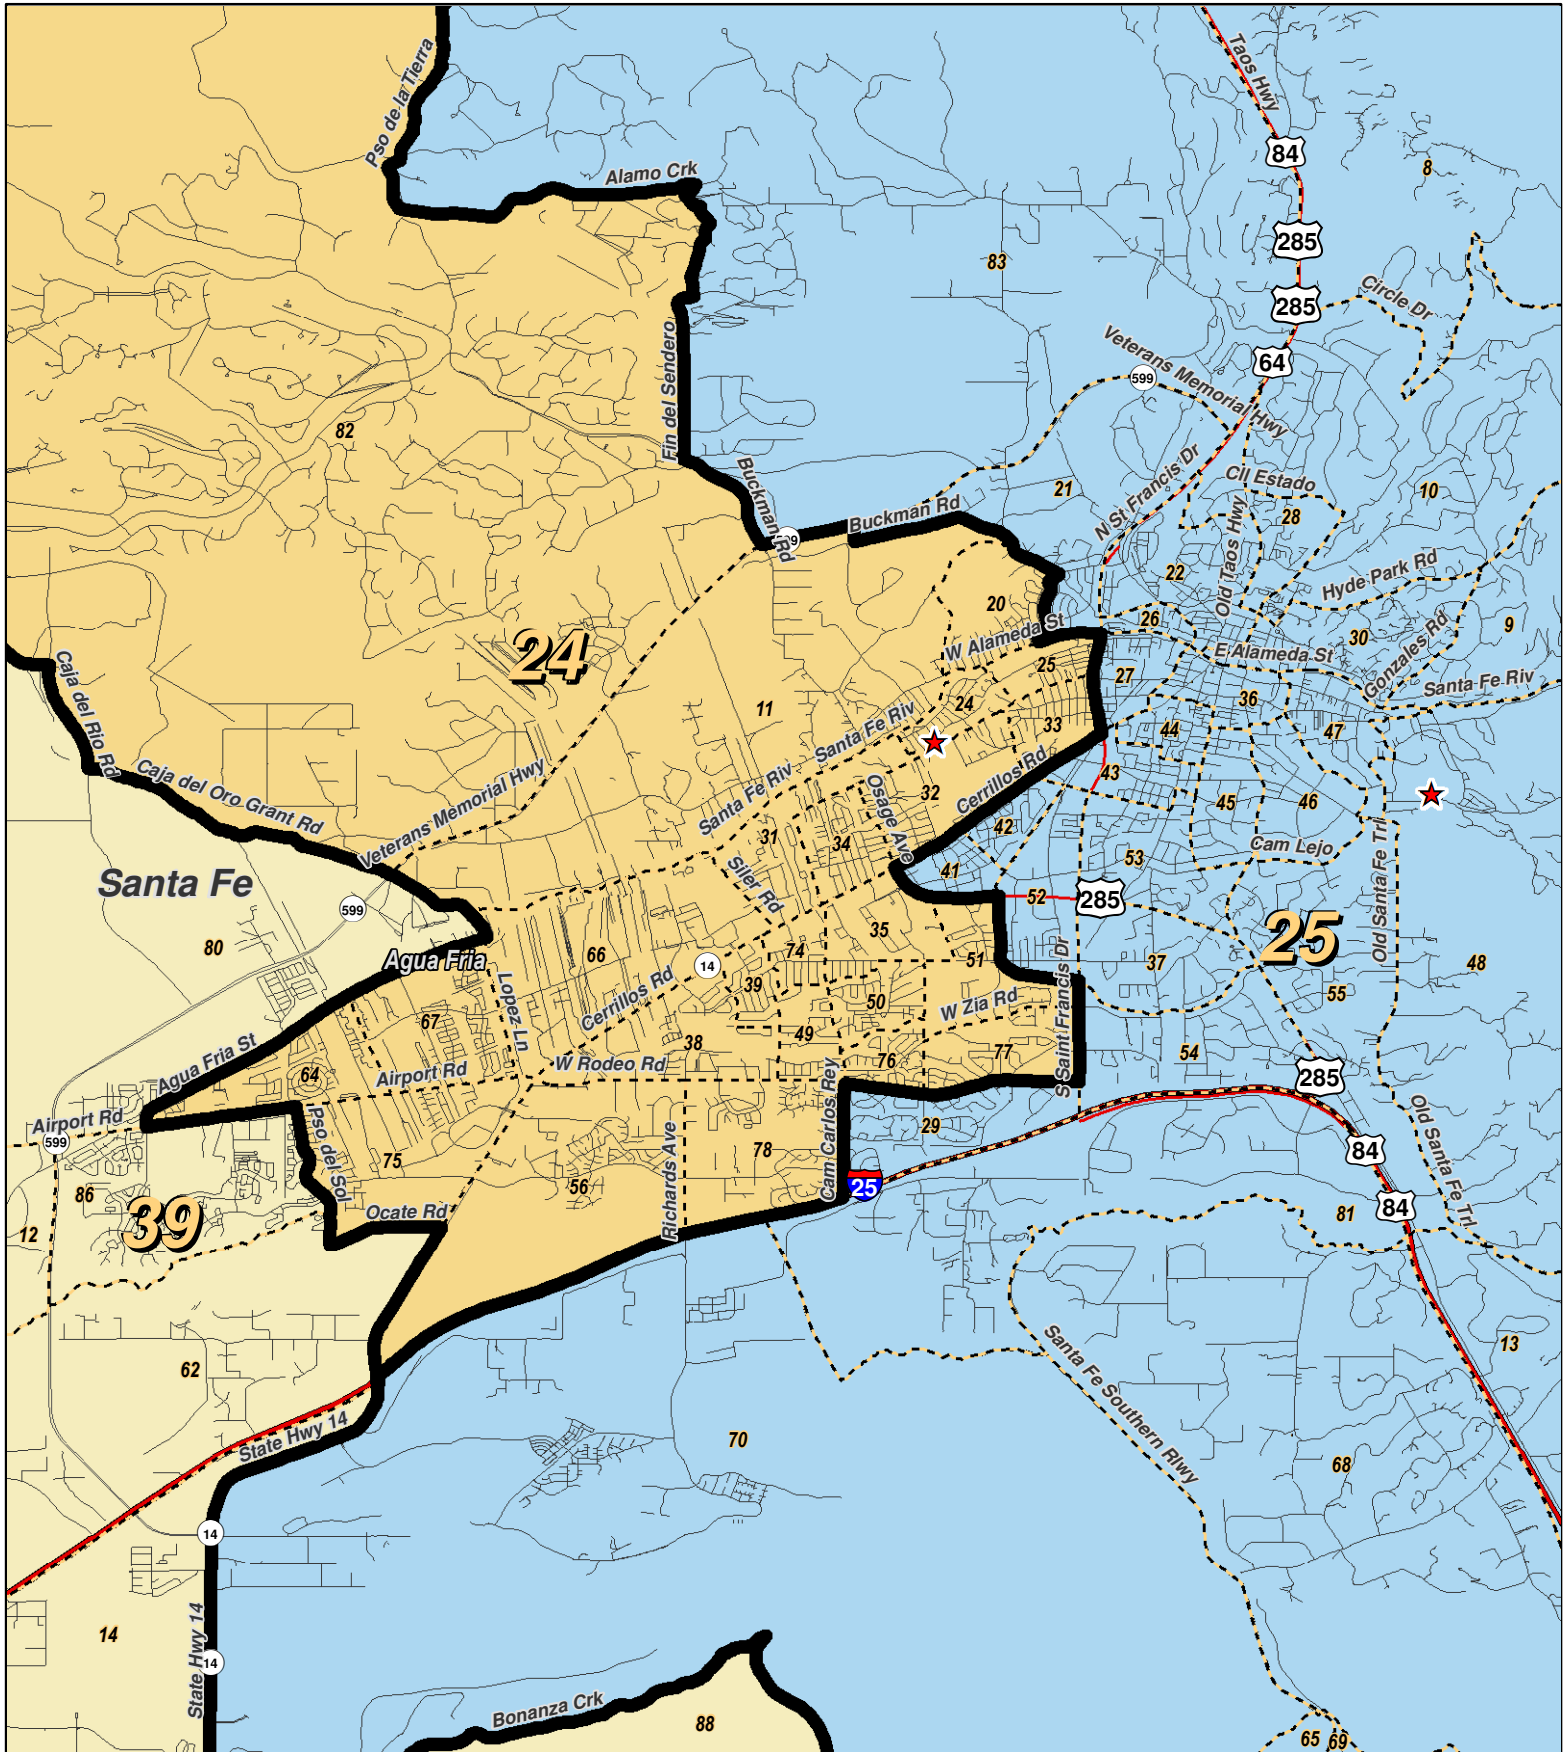 Pso de la Tierra
Taos Hwy
84
8
Alamo Crk
285
83
285
Circle Dr
Fin del Sendero
Veterans Memorial Hwy
64
599
82
Buckman Rd
N St Francis Dr
Cll Estado
21
10
Buckman Rd
28
Old Taos Hwy
22
Hyde Park Rd
20
26
Gonzales Rd
9
W Alameda St
30
24
E Alameda St
25
27
Santa Fe Riv
Caja del Rio Rd
11
24
36
Santa Fe Riv
33
44
47
Caja del Oro Grant Rd
Veterans Memorial Hwy
Santa Fe Riv
Osage Ave
32
Cerrillos Rd
43
45
46
31
34
42
Cam Lejo
Old Santa Fe Trl
53
Santa Fe
Siler Rd
41
52
285
599
80
35
25
Agua Fria
66
14
74
51
S Saint Francis Dr
37
48
Lopez Ln
Cerrillos Rd
39
50
55
W Zia Rd
67
49
38
Agua Fria St
76
77
54
64
Airport Rd
W Rodeo Rd
Cam Carlos Rey
285
Airport Rd
599
Pso del Sol
Richards Ave
29
Old Santa Fe Trl
78
84
75
56
25
86
39
Ocate Rd
84
81
12
Santa Fe Southern Rlwy
13
62
State Hwy 14
70
68
14
14
State Hwy 14
14
Bonanza Crk
88
65
69